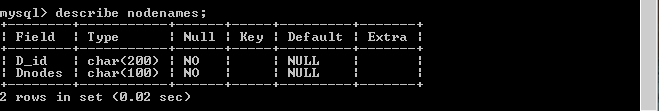 mysql> describe nodenames;
+--------+-----------+------+-----+---------+-------+
| Field | Type | Null | Key | Default | Extra |
+--------+-----------+------+-----+---------+-------+
| D_id | char(200) | NO | | NULL | |
| Dnodes | char(100) | NO | | NULL | |
+--------+-----------+------+-----+---------+-------+
2 rows in set (0.02 sec)